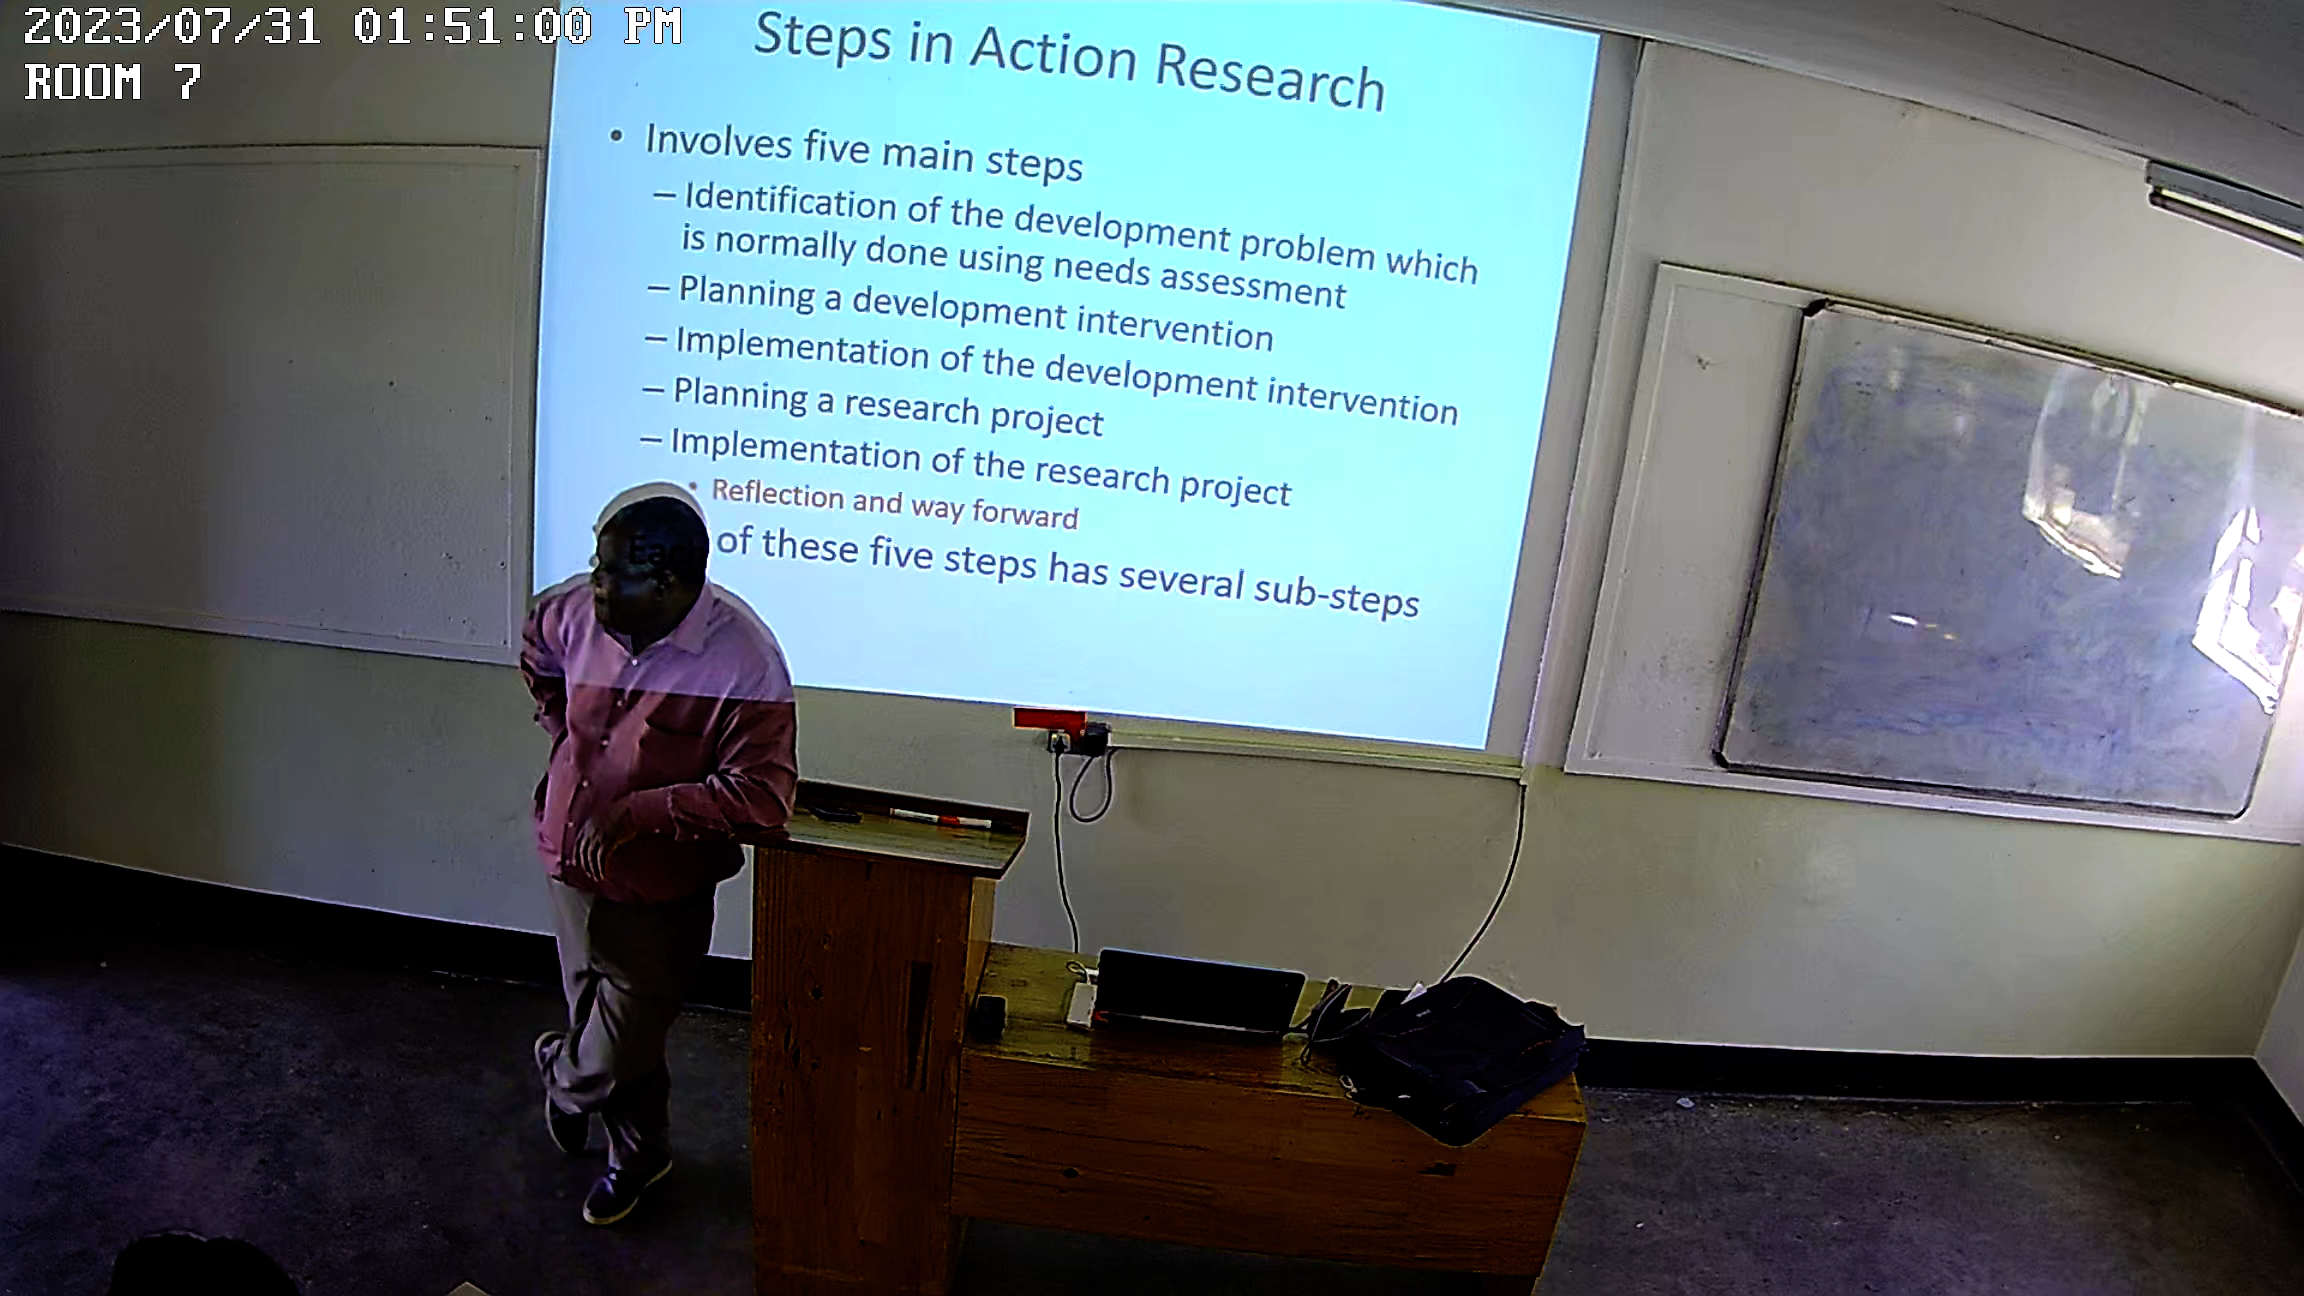 2023/07/31 01:51:00 PM
ROOM 7
Steps in Action Research
• Involves five main steps
– Identification of the development problem which
is normally done using needs assessment
– Planning a development intervention
– Implementation of the development intervention
– Planning a research project
– Implementation of the research project
• Reflection and way forward
Each of these five steps has several sub-steps